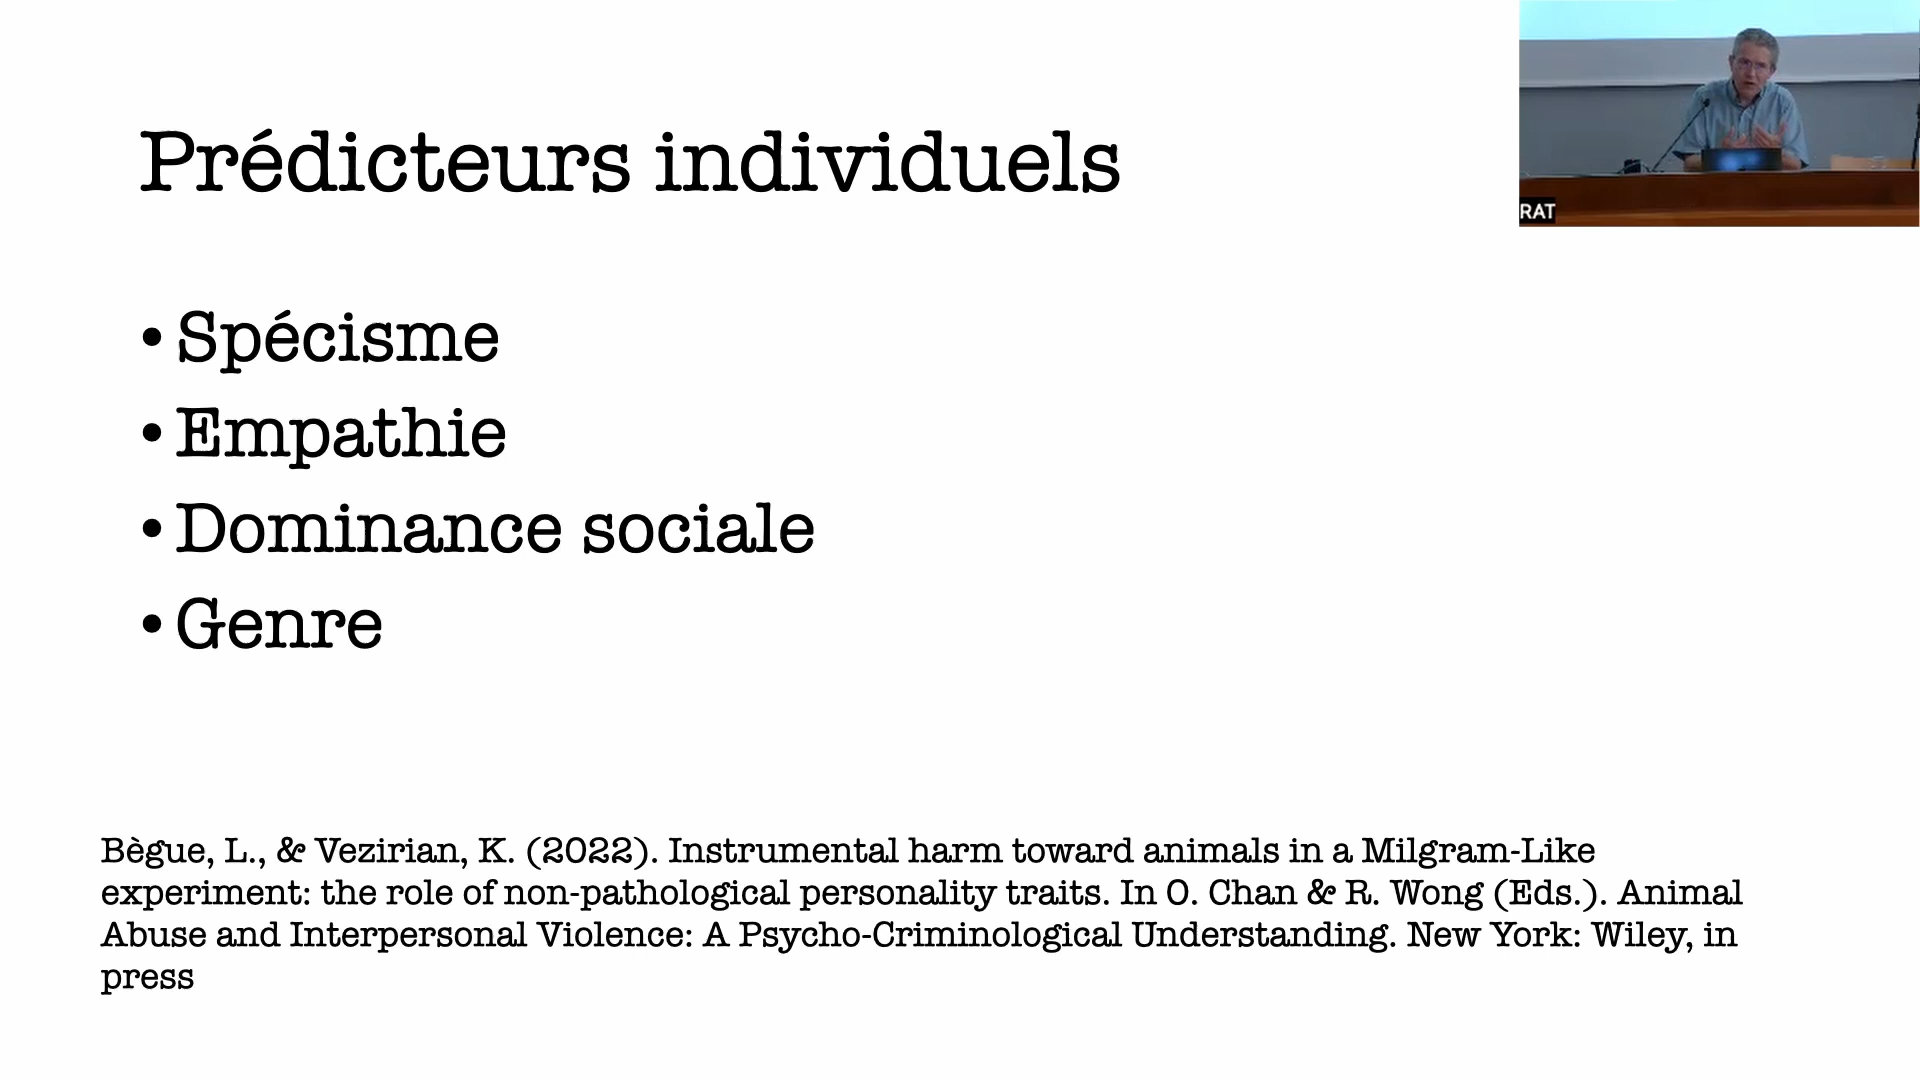 Prédicteurs individuels
RAT
• Spécisme
• Empathie
• Dominance sociale
• Genre
Bègue, L., & Vezirian, K. (2022). Instrumental harm toward animals in a Milgram-Like
experiment: the role of non-pathological personality traits. In O. Chan & R. Wong (Eds.). Animal
Abuse and Interpersonal Violence: A Psycho-Criminological Understanding. New York: Wiley, in
press